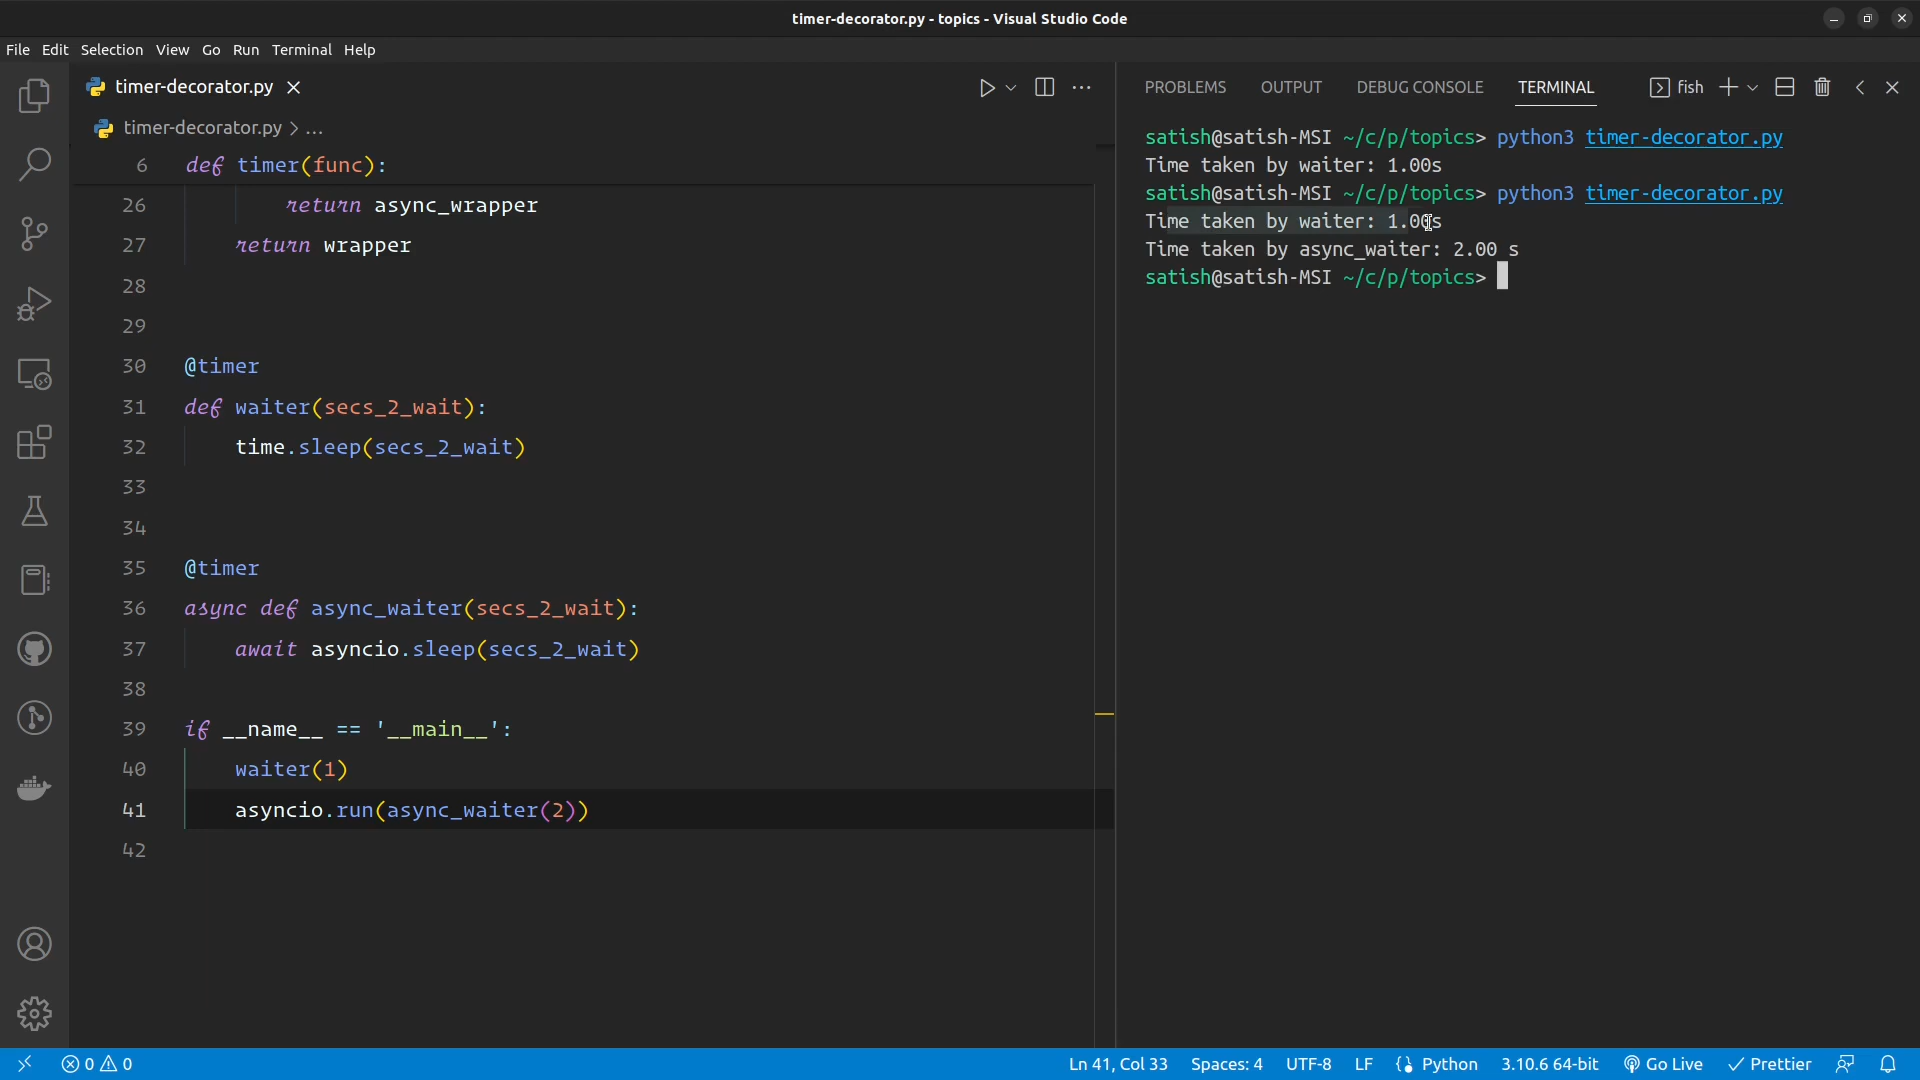 timer-decorator.py - topics - Visual Studio Code
File Edit Selection View Go Run Terminal Help
timer-decorator.py
timer-decorator.py > ...
6 def timer(func):
26 return async_wrapper
27 return wrapper
28
29
30 @timer
31 def waiter(secs_2_wait):
32 time.sleep(secs_2_wait)
33
34
35 @timer
36 async def async_waiter(secs_2_wait):
37 await asyncio.sleep(secs_2_wait)
38
39 if __name__ == '__main__':
40 waiter(1)
41 asyncio.run(async_waiter(2))
42
PROBLEMS OUTPUT DEBUG CONSOLE TERMINAL fish
satish@satish-MSI ~/c/p/topics> python3 timer-decorator.py
Time taken by waiter: 1.00s
satish@satish-MSI ~/c/p/topics> python3 timer-decorator.py
Time taken by waiter: 1.00s
Time taken by async_waiter: 2.00 s
satish@satish-MSI ~/c/p/topics>
0 0 Ln 41, Col 33 Spaces: 4 UTF-8 LF Python 3.10.6 64-bit Go Live Prettier